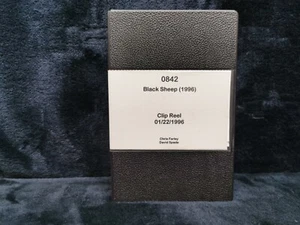 0842
Black Sheep (1996)
Clip Reel
01/22/1996
Chris Farley
David Spade